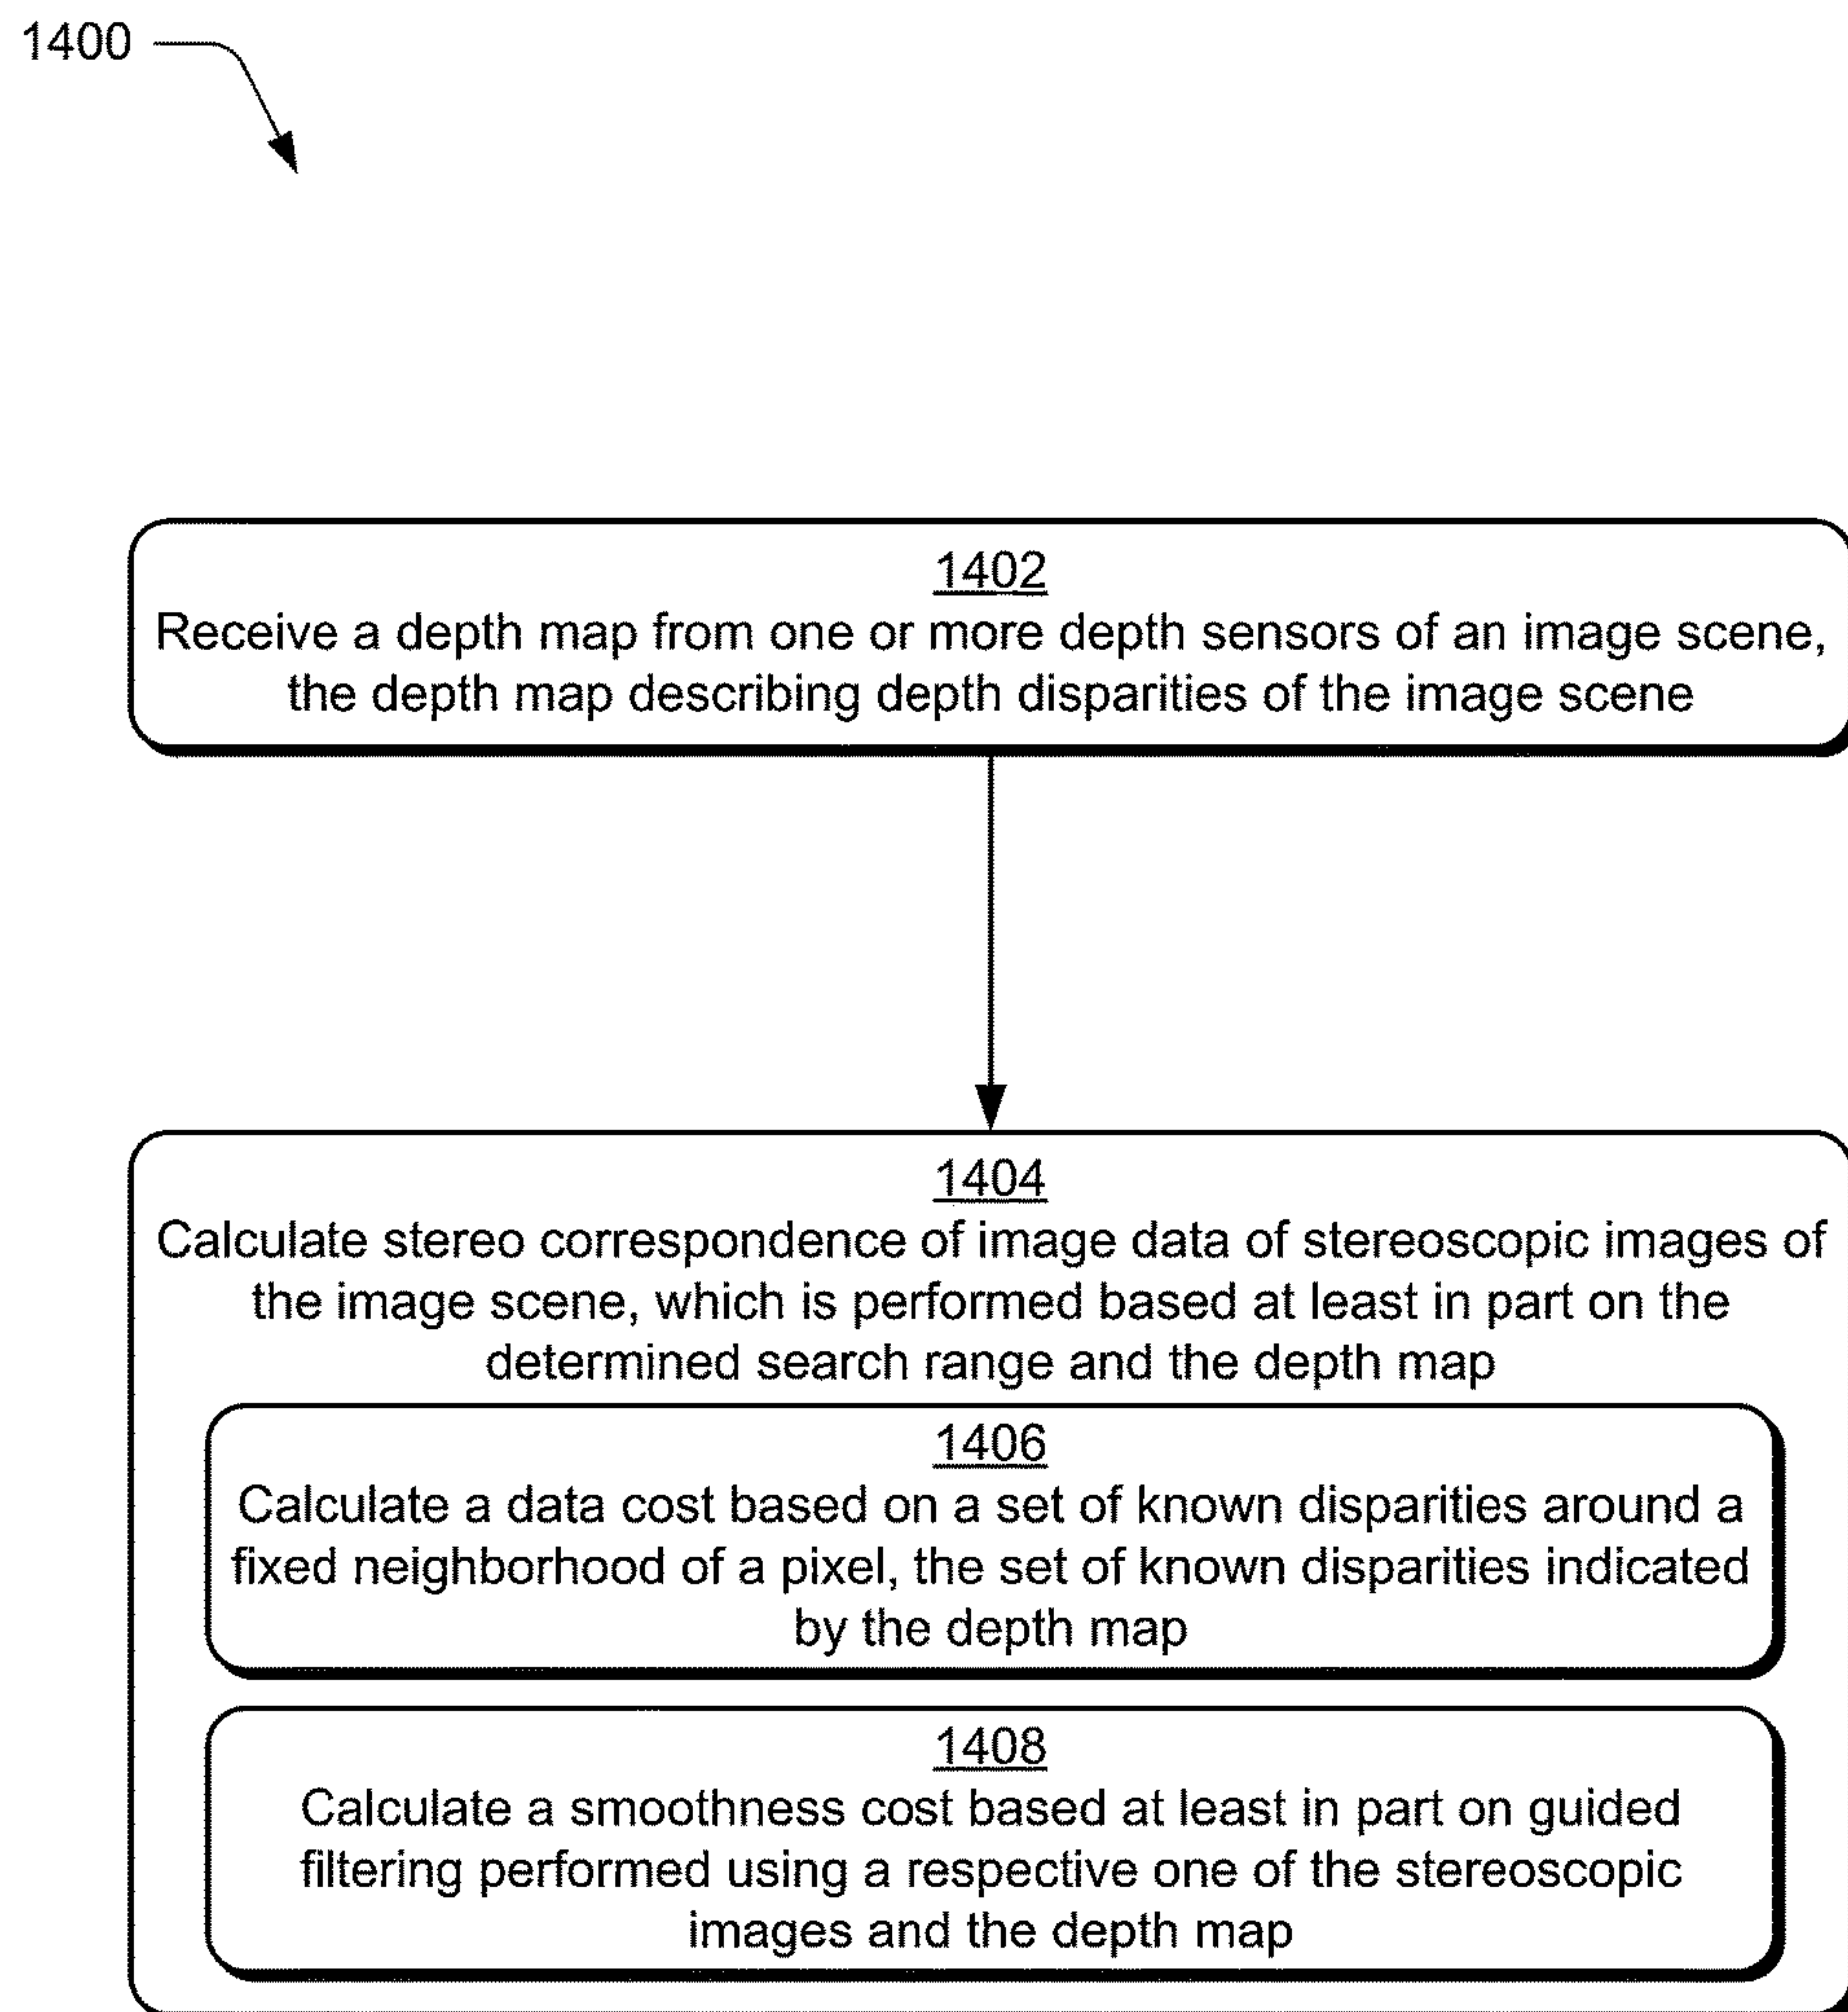 1400
1402
Receive a depth map from one or more depth sensors of an image scene,
the depth map describing depth disparities of the image scene
1404
Calculate stereo correspondence of image data of stereoscopic images of
the image scene, which is performed based at least in part on the
determined search range and the depth map
1406
Calculate a data cost based on a set of known disparities around a
fixed neighborhood of a pixel, the set of known disparities indicated
by the depth map
1408
Calculate a smoothness cost based at least in part on guided
filtering performed using a respective one of the stereoscopic
images and the depth map